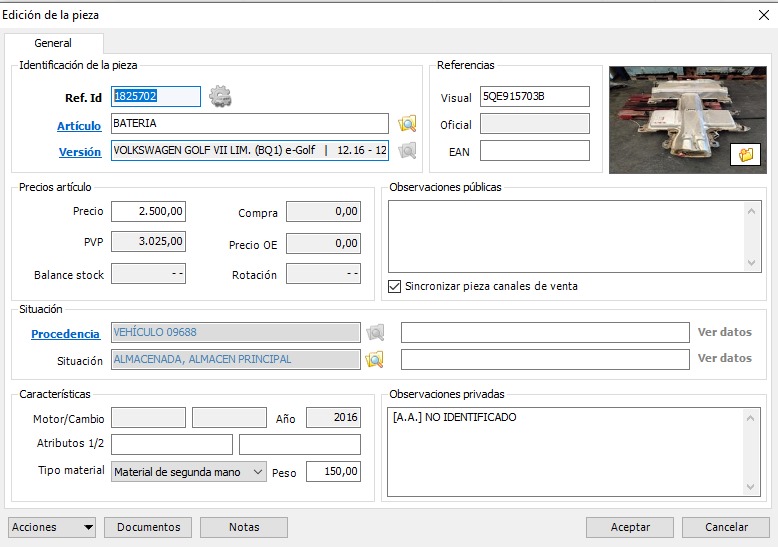 Edición de la pieza
General
Identificación de la pieza
Ref. Id 1825702
Artículo BATERIA
Versión VOLKSWAGEN GOLF VII LIM. (BQ1) e-Golf | 12.16 - 12
Referencias
Visual 5QE915703B
Oficial
EAN
Precios artículo
Precio 2.500,00 Compra 0,00
PVP 3.025,00 Precio OE 0,00
Balance stock - - Rotación - -
Observaciones públicas
Sincronizar pieza canales de venta
Situación
Procedencia VEHÍCULO 09688 Ver datos
Situación ALMACENADA, ALMACEN PRINCIPAL Ver datos
Características
Motor/Cambio Año 2016
Atributos 1/2
Tipo material Material de segunda mano Peso 150,00
Observaciones privadas
[A.A.] NO IDENTIFICADO
Acciones Documentos Notas Aceptar Cancelar